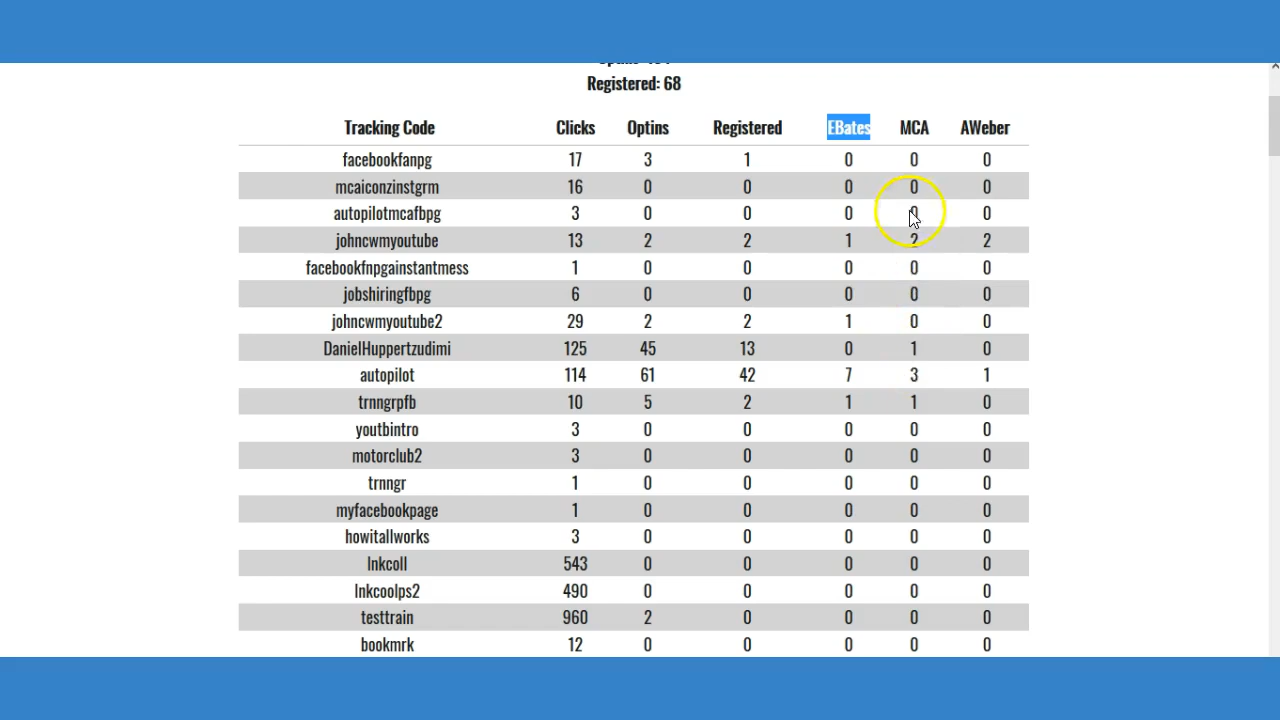 Registered: 68
Tracking Code Clicks Optins Registered EBates MCA AWeber
facebookfanpg 17 3 1 0 0 0
mcaiconzinstgrm 16 0 0 0 0 0
autopilotmcafbpg 3 0 0 0 0 0
johncwmyoutube 13 2 2 1 2 2
facebookfnpgainstantmess 1 0 0 0 0 0
jobshiringfbpg 6 0 0 0 0 0
johncwmyoutube2 29 2 2 1 0 0
DanielHuppertzudimi 125 45 13 0 1 0
autopilot 114 61 42 7 3 1
trnngrpfb 10 5 2 1 1 0
youtbintro 3 0 0 0 0 0
motorclub2 3 0 0 0 0 0
trnngr 1 0 0 0 0 0
myfacebookpage 1 0 0 0 0 0
howitallworks 3 0 0 0 0 0
lnkcoll 543 0 0 0 0 0
lnkcoolps2 490 0 0 0 0 0
testtrain 960 2 0 0 0 0
bookmrk 12 0 0 0 0 0